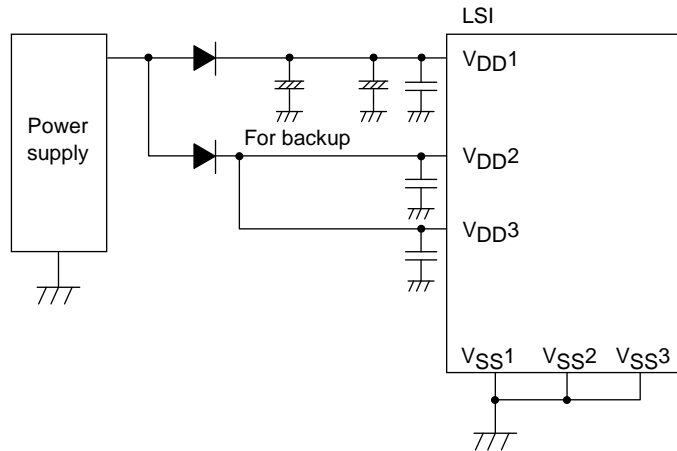 LSI
VDD1
Power
supply
For backup
VDD2
VDD3
VSS1 VSS2 VSS3